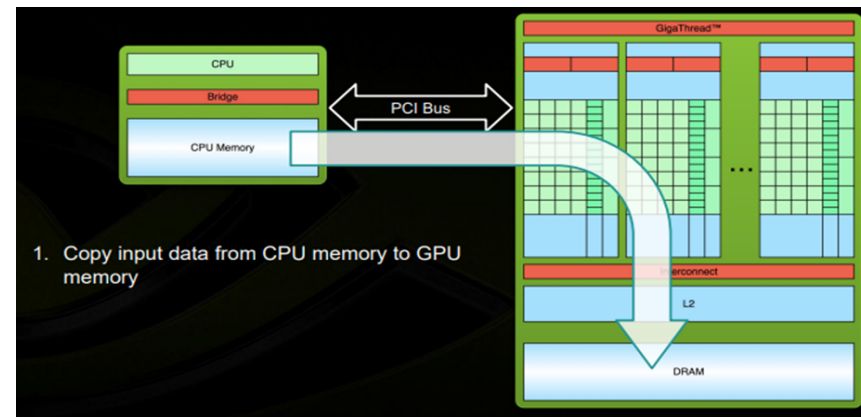 GigaThread™
CPU
Bridge
PCI Bus
CPU Memory
...
1. Copy input data from CPU memory to GPU
memory
Interconnect
L2
DRAM